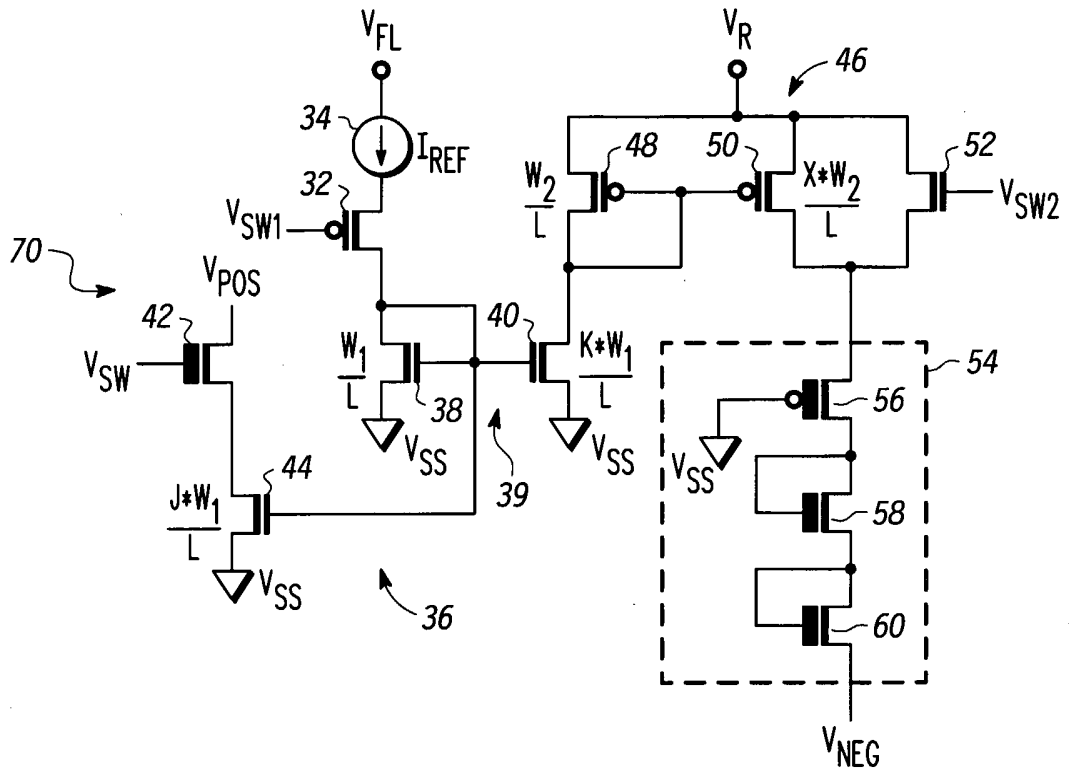 V_FL
V_R
46
34
I_REF
48
50
52
32
W_2
L
X*W_2
L
V_SW1
V_SW2
70
V_POS
42
40
W_1
L
K*W_1
L
54
V_SW
38
56
V_SS
V_SS
39
V_SS
44
J*W_1
L
58
V_SS
36
60
V_NEG